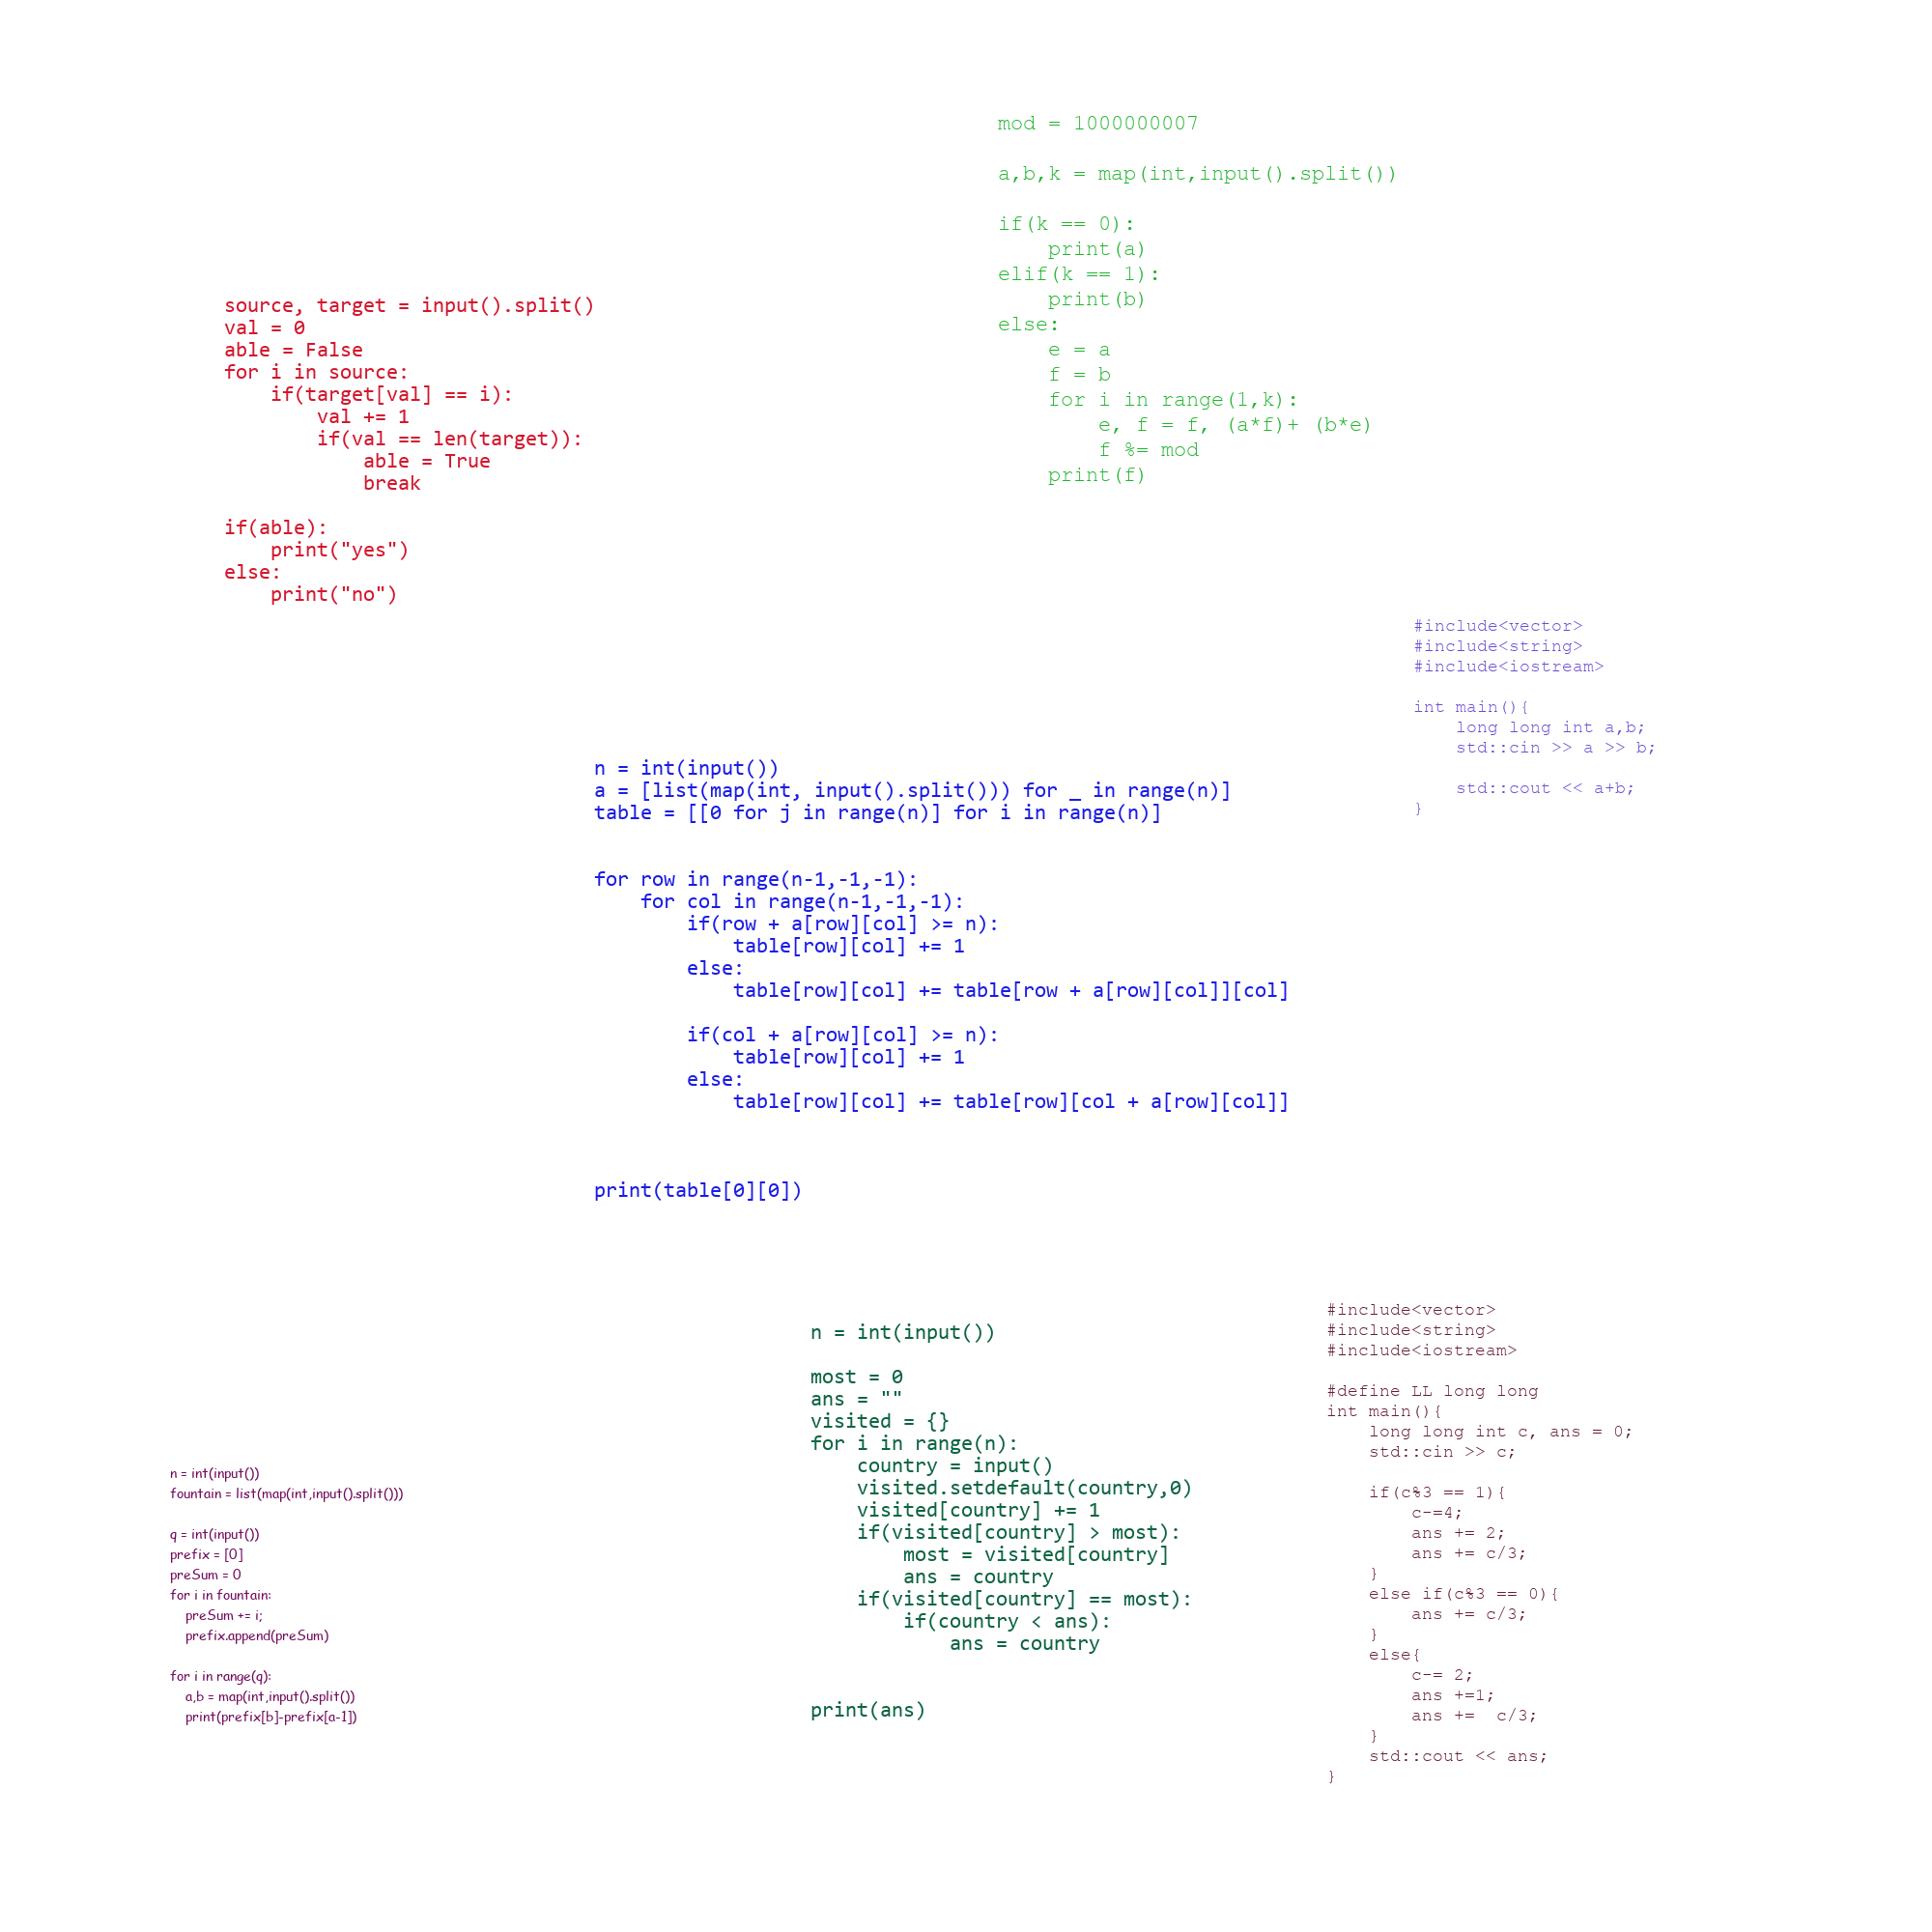 mod = 1000000007

a,b,k = map(int,input().split())

if(k == 0):
    print(a)
elif(k == 1):
    print(b)
else:
    e = a
    f = b
    for i in range(1,k):
        e, f = f, (a*f)+ (b*e)
        f %= mod
    print(f)

source, target = input().split()
val = 0
able = False
for i in source:
    if(target[val] == i):
        val += 1
        if(val == len(target)):
            able = True
            break

if(able):
    print("yes")
else:
    print("no")

#include<vector>
#include<string>
#include<iostream>

int main(){
    long long int a,b;
    std::cin >> a >> b;

    std::cout << a+b;
}

n = int(input())
a = [list(map(int, input().split())) for _ in range(n)]
table = [[0 for j in range(n)] for i in range(n)]


for row in range(n-1,-1,-1):
    for col in range(n-1,-1,-1):
        if(row + a[row][col] >= n):
            table[row][col] += 1
        else:
            table[row][col] += table[row + a[row][col]][col]

        if(col + a[row][col] >= n):
            table[row][col] += 1
        else:
            table[row][col] += table[row][col + a[row][col]]



print(table[0][0])

n = int(input())
fountain = list(map(int,input().split()))

q = int(input())
prefix = [0]
preSum = 0
for i in fountain:
    preSum += i;
    prefix.append(preSum)

for i in range(q):
    a,b = map(int,input().split())
    print(prefix[b]-prefix[a-1])

n = int(input())

most = 0
ans = ""
visited = {}
for i in range(n):
    country = input()
    visited.setdefault(country,0)
    visited[country] += 1
    if(visited[country] > most):
        most = visited[country]
        ans = country
    if(visited[country] == most):
        if(country < ans):
            ans = country


print(ans)

#include<vector>
#include<string>
#include<iostream>

#define LL long long
int main(){
    long long int c, ans = 0;
    std::cin >> c;

    if(c%3 == 1){
        c-=4;
        ans += 2;
        ans += c/3;
    }
    else if(c%3 == 0){
        ans += c/3;
    }
    else{
        c-= 2;
        ans +=1;
        ans +=  c/3;
    }
    std::cout << ans;
}